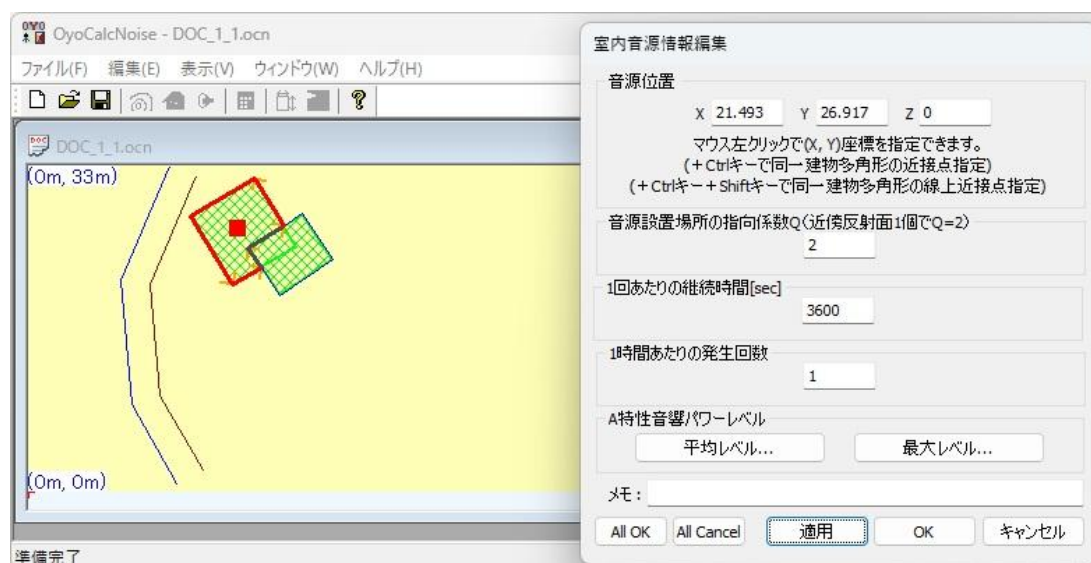 OyoCalcNoise - DOC_1_1.ocn
ファイル(F) 編集(E) 表示(V) ウィンドウ(W) ヘルプ(H)
DOC_1_1.ocn
(0m, 33m)
(0m, 0m)
準備完了
室内音源情報編集
音源位置
X 21.493 Y 26.917 Z 0
マウス左クリックで(X, Y)座標を指定できます。
(+Ctrlキーで同一建物多角形の近接点指定)
(+Ctrlキー+Shiftキーで同一建物多角形の線上近接点指定)
音源設置場所の指向係数Q(近傍反射面1個でQ=2)
2
1回あたりの継続時間[sec]
3600
1時間あたりの発生回数
1
A特性音響パワーレベル
平均レベル... 最大レベル...
メモ:
All OK All Cancel 適用 OK キャンセル